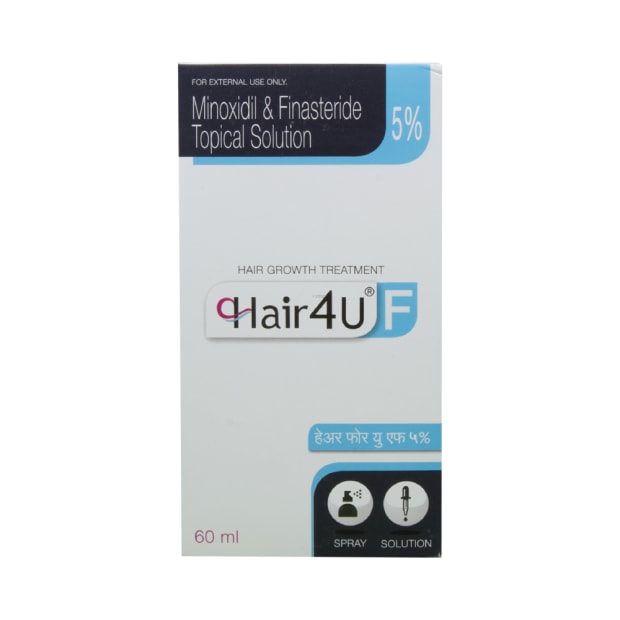 FOR EXTERNAL USE ONLY.
Minoxidil & Finasteride
Topical Solution
5%
HAIR GROWTH TREATMENT
Hair4U® F
हेअर फोर यु एफ ५%
SPRAY SOLUTION
60 ml